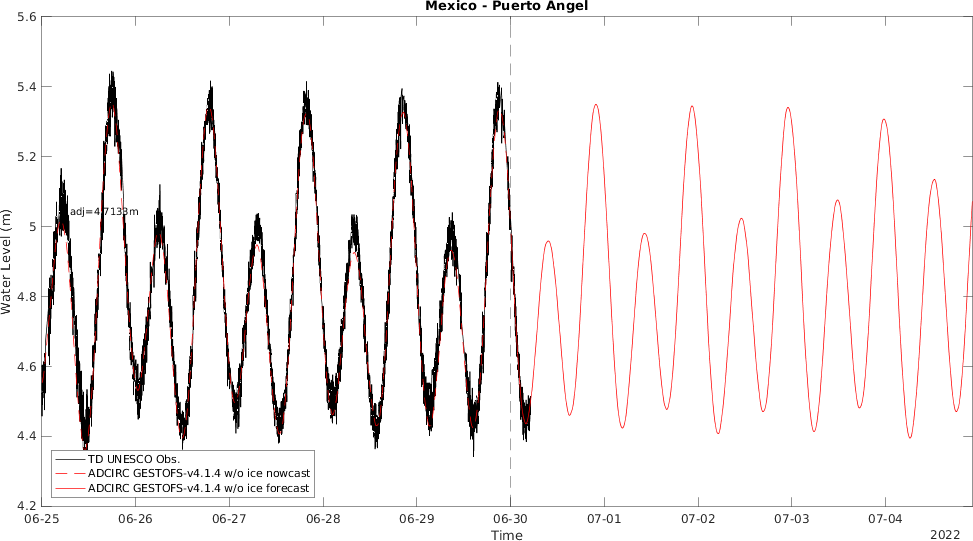 Mexico - Puerto Angel
5.6
5.4
5.2
5
4.8
4.6
4.4
4.2
Water Level (m)
adj=4.7133m
TD UNESCO Obs.
ADCIRC GESTOFS-v4.1.4 w/o ice nowcast
ADCIRC GESTOFS-v4.1.4 w/o ice forecast
06-25 06-26 06-27 06-28 06-29 06-30 07-01 07-02 07-03 07-04
Time
2022